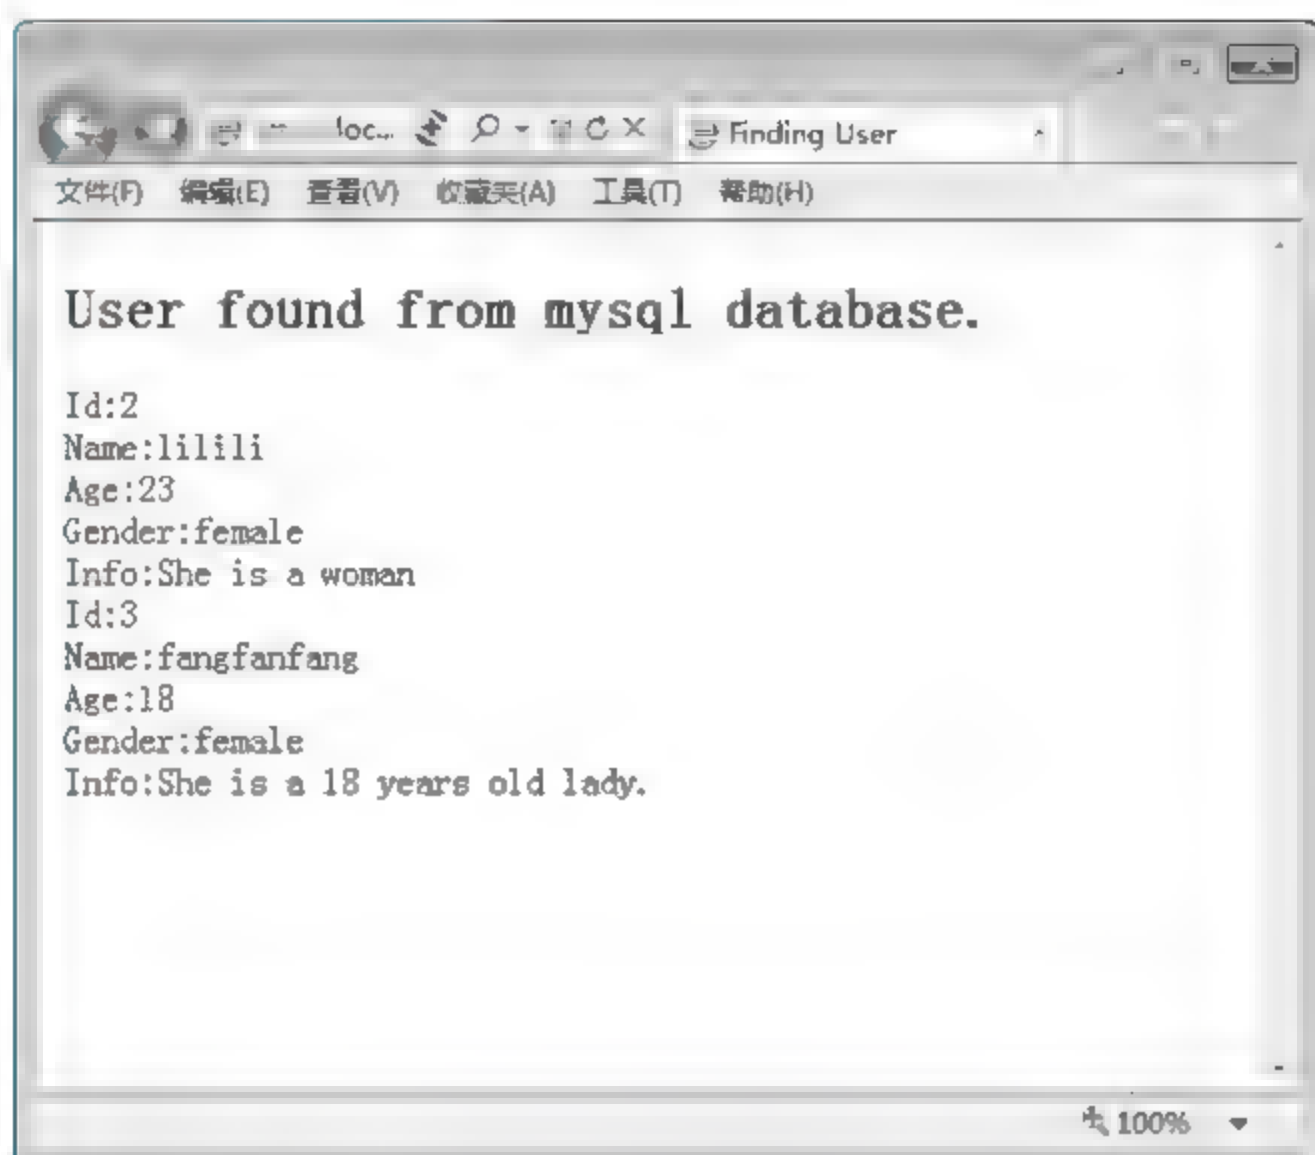 loc...
Finding User
文件(F) 编辑(E) 查看(V) 收藏夹(A) 工具(T) 帮助(H)
User found from mysql database.
Id:2
Name:lilili
Age:23
Gender:female
Info:She is a woman
Id:3
Name:fangfanfang
Age:18
Gender:female
Info:She is a 18 years old lady.
100%